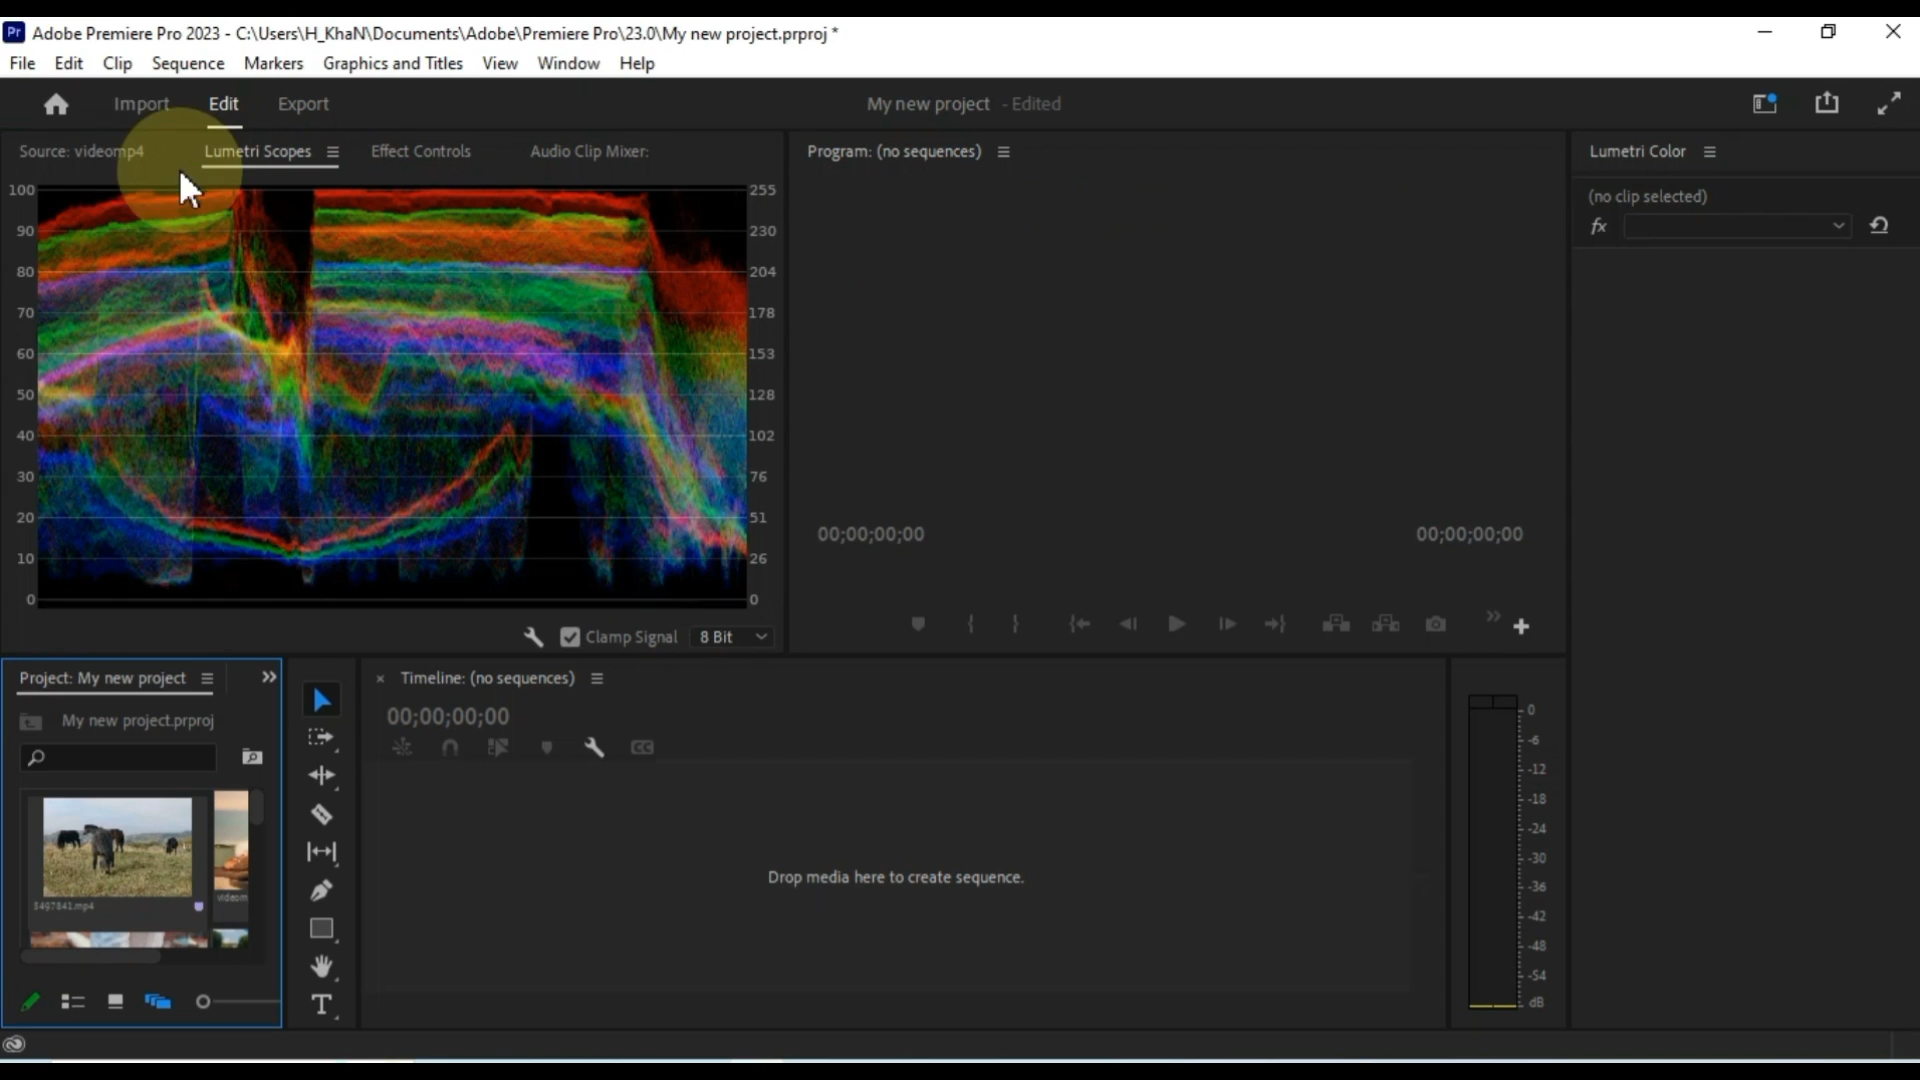 Pr Adobe Premiere Pro 2023 - C:\Users\H_KhaN\Documents\Adobe\Premiere Pro\23.0\My new project.prproj *
File Edit Clip Sequence Markers Graphics and Titles View Window Help
Import Edit Export
My new project - Edited
Source: videomp4 Lumetri Scopes Effect Controls Audio Clip Mixer:
Program: (no sequences)
Lumetri Color
(no clip selected)
fx
100 255
90 230
80 204
70 178
60 153
50 128
40 102
30 76
20 51
10 26
0 0
00;00;00;00 00;00;00;00
Clamp Signal 8 Bit
Project: My new project
My new project.prproj
5497841.mp4
videom
Timeline: (no sequences)
00;00;00;00
CC
Drop media here to create sequence.
T
0
-6
-12
-18
-24
-30
-36
-42
-48
-54
dB